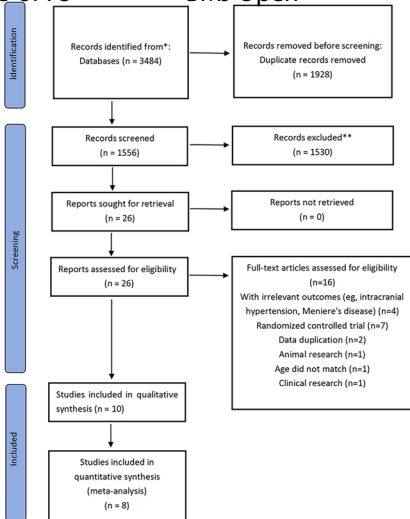 Identification
Records identified from*:
Databases (n = 3484)
Records removed before screening:
Duplicate records removed
(n = 1928)
Screening
Records screened
(n = 1556)
Records excluded**
(n = 1530)
Reports sought for retrieval
(n = 26)
Reports not retrieved
(n = 0)
Reports assessed for eligibility
(n = 26)
Full-text articles assessed for eligibility
(n=16)
With irrelevant outcomes (eg, intracranial
hypertension, Meniere's disease) (n=4)
Randomized controlled trial (n=7)
Data duplication (n=2)
Animal research (n=1)
Age did not match (n=1)
Clinical research (n=1)
Included
Studies included in qualitative
synthesis (n = 10)
Studies included in
quantitative synthesis
(meta-analysis)
(n = 8)